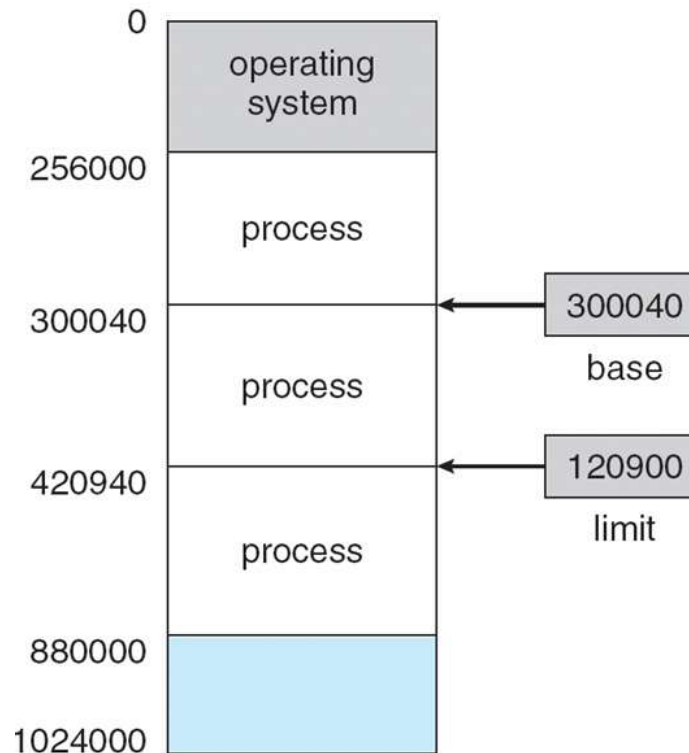 0
operating
system
256000
process
300040
300040
base
process
420940
120900
limit
process
880000
1024000